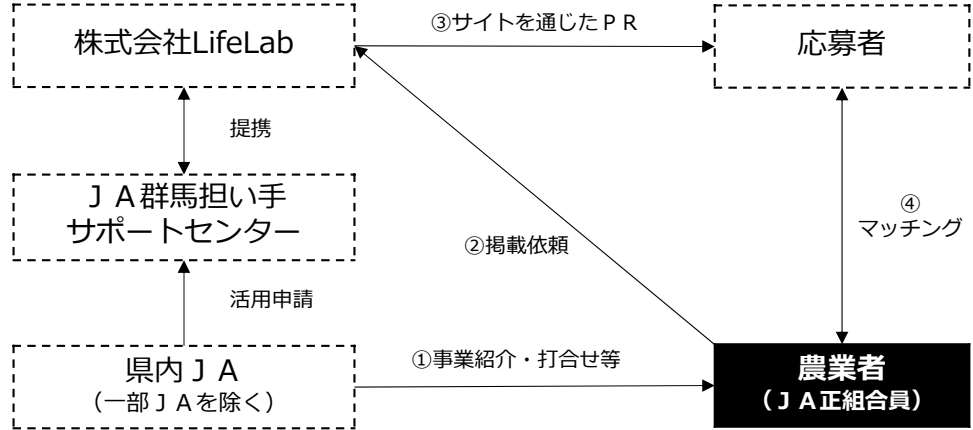 株式会社LifeLab
③サイトを通じたＰＲ
応募者
提携
ＪＡ群馬担い手
サポートセンター
④
マッチング
②掲載依頼
活用申請
県内ＪＡ
（一部ＪＡを除く）
①事業紹介・打合せ等
農業者
（ＪＡ正組合員）